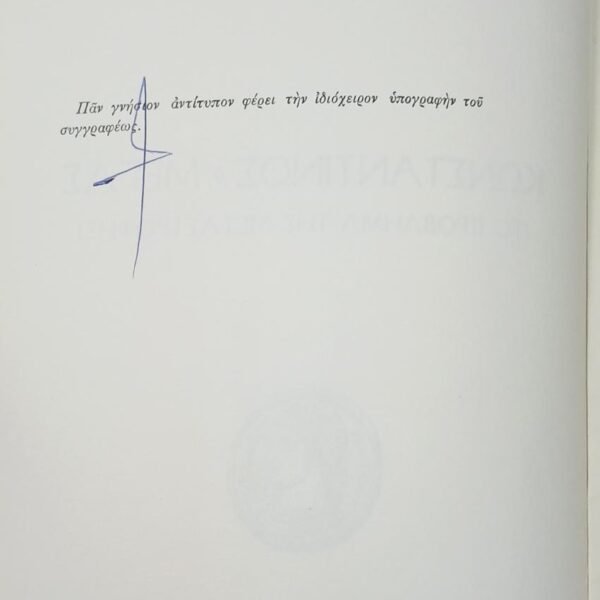 Πᾶν γνήσιον ἀντίτυπον φέρει τὴν ἰδιόχειρον ὑπογραφὴν τοῦ
συγγραφέως.